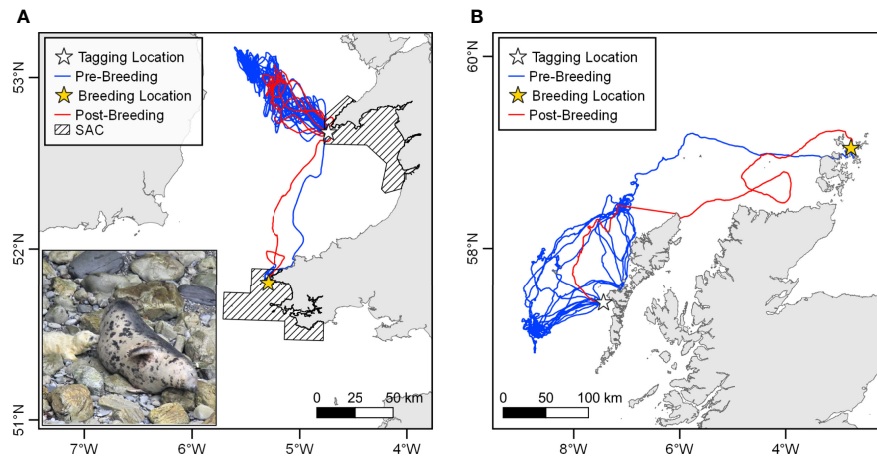 A
B
Tagging Location
Pre-Breeding
Breeding Location
Post-Breeding
SAC
53°N
52°N
51°N
7°W
6°W
5°W
4°W
0 25 50 km
Tagging Location
Pre-Breeding
Breeding Location
Post-Breeding
60°N
58°N
8°W
6°W
4°W
0 50 100 km